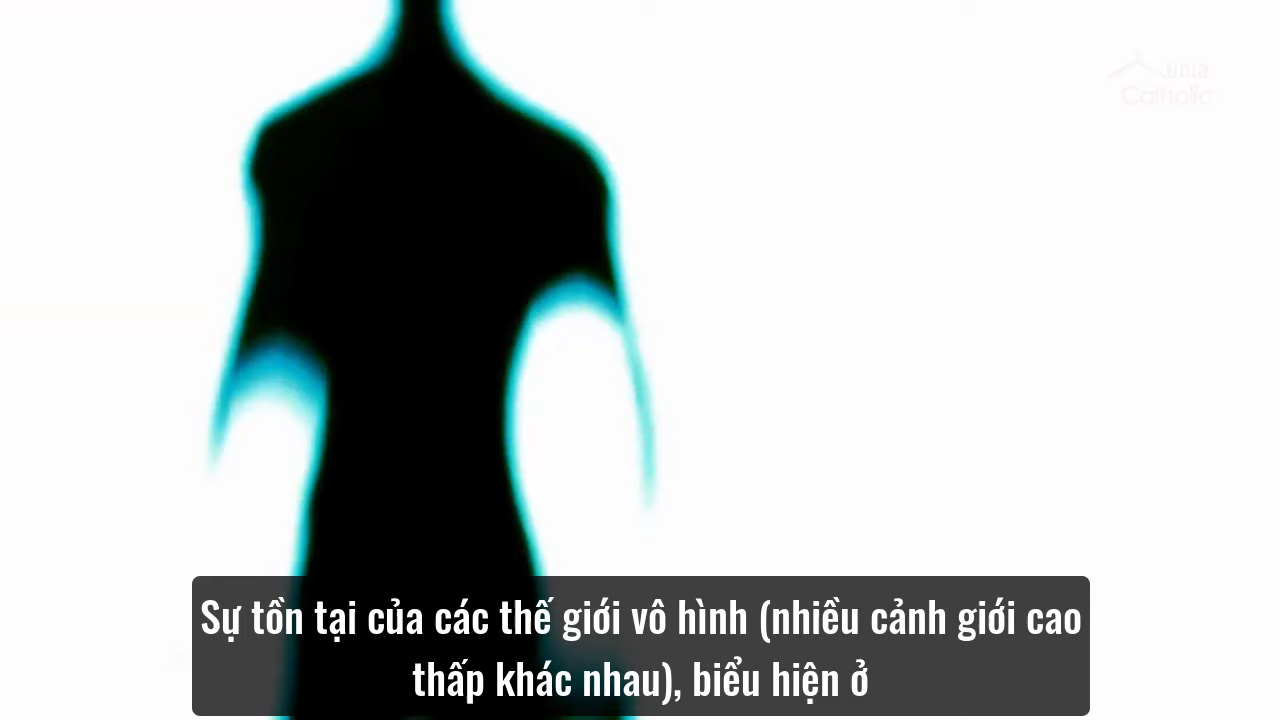 Catholic
Sự tồn tại của các thế giới vô hình (nhiều cảnh giới cao
thấp khác nhau), biểu hiện ở